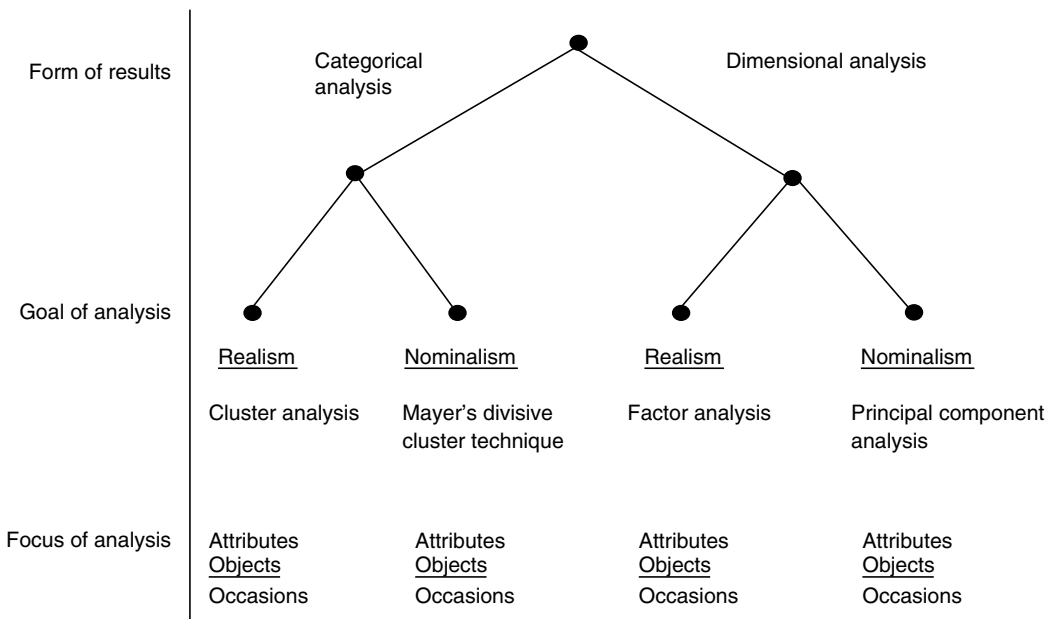 Form of results
Categorical
analysis
Dimensional analysis
Goal of analysis
Realism
Nominalism
Realism
Nominalism
Cluster analysis
Mayer’s divisive
cluster technique
Factor analysis
Principal component
analysis
Focus of analysis
Attributes
Objects
Occasions
Attributes
Objects
Occasions
Attributes
Objects
Occasions
Attributes
Objects
Occasions